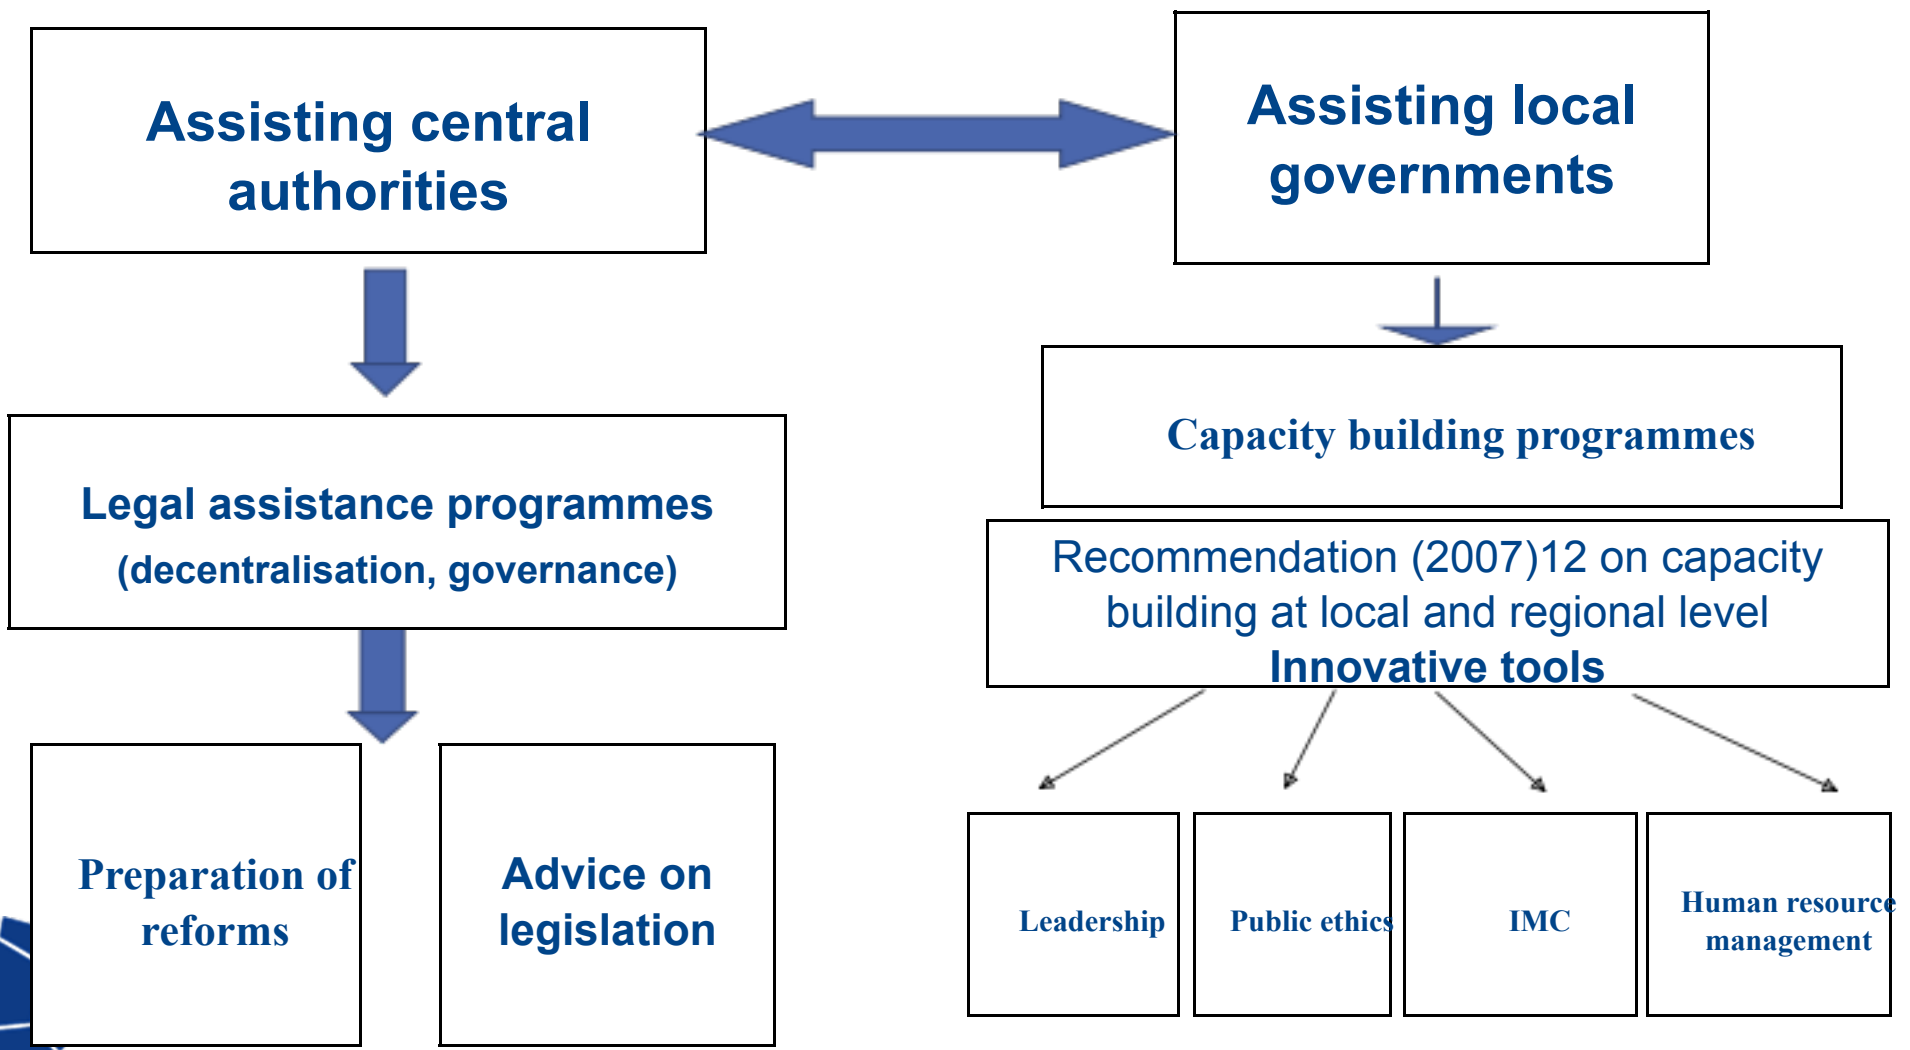 Assisting central
authorities
Assisting local
governments
Legal assistance programmes
(decentralisation, governance)
Capacity building programmes
Recommendation (2007)12 on capacity
building at local and regional level
Innovative tools
Preparation of
reforms
Advice on
legislation
Leadership
Public ethics
IMC
Human resource
management